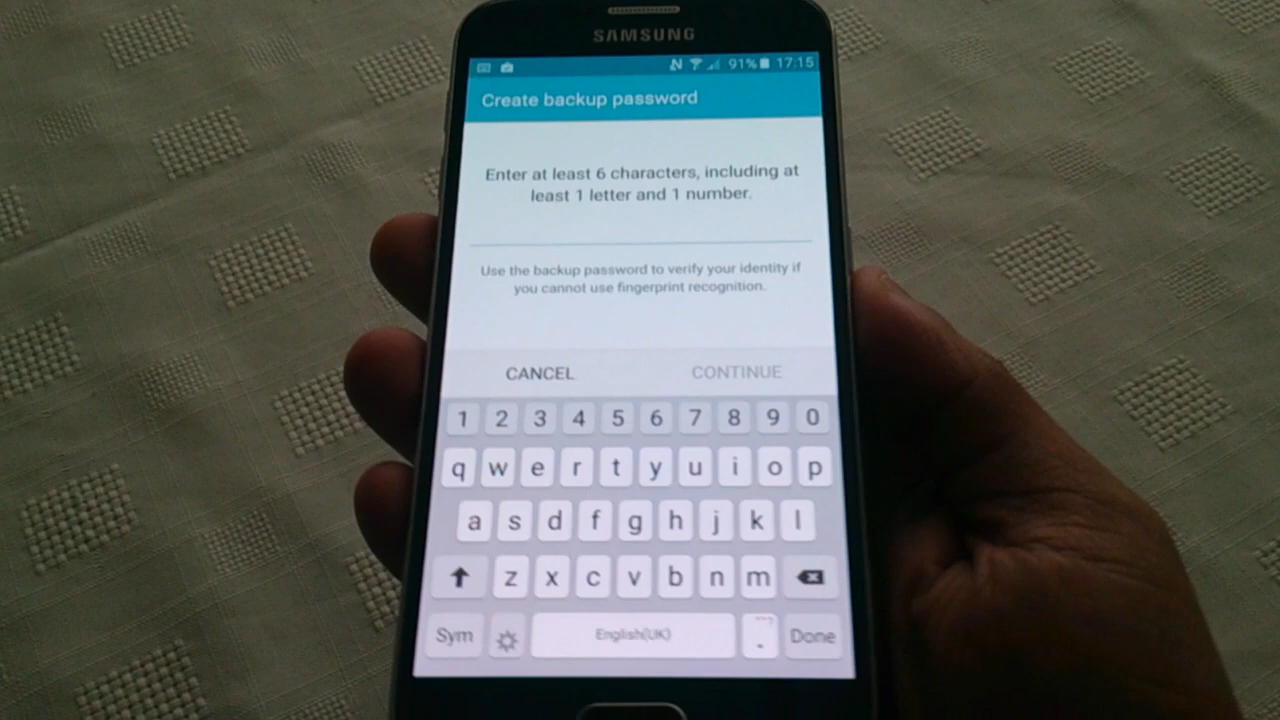 SAMSUNG
91% 17:15
Create backup password
Enter at least 6 characters, including at
least 1 letter and 1 number.
Use the backup password to verify your identity if
you cannot use fingerprint recognition.
CANCEL CONTINUE
1 2 3 4 5 6 7 8 9 0
q w e r t y u i o p
a s d f g h j k l
z x c v b n m
Sym English(UK) . Done